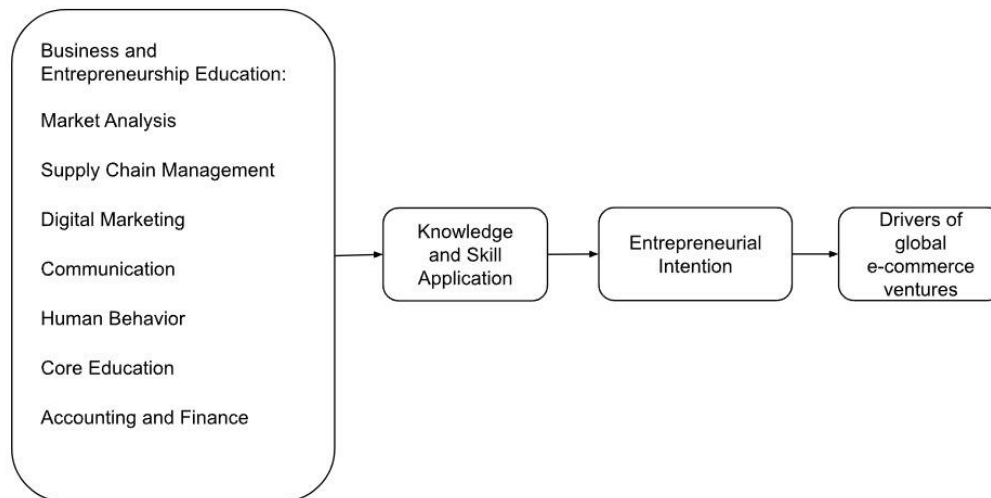 Business and
Entrepreneurship Education:
Market Analysis
Supply Chain Management
Digital Marketing
Communication
Human Behavior
Core Education
Accounting and Finance
Knowledge
and Skill
Application
Entrepreneurial
Intention
Drivers of
global
e-commerce
ventures